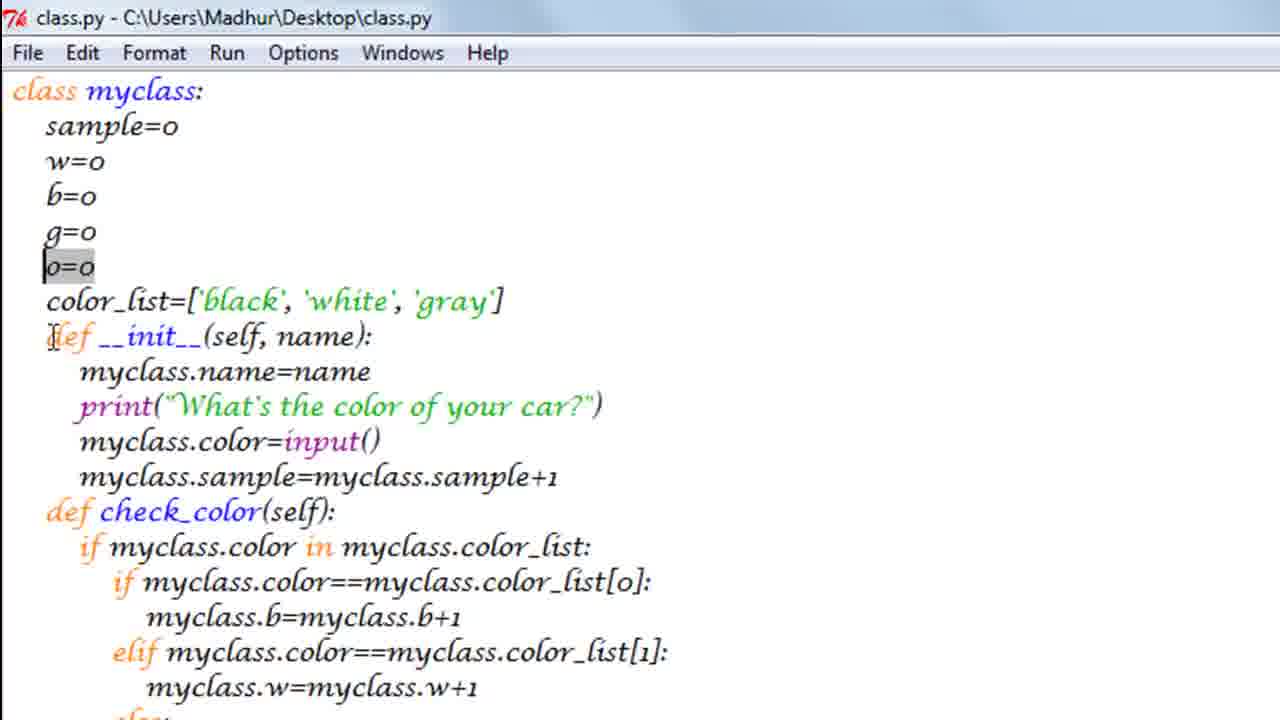 class.py - C:\Users\Madhur\Desktop\class.py
File Edit Format Run Options Windows Help
class myclass:
    sample=0
    w=0
    b=0
    g=0
    o=0
    color_list=['black', 'white', 'gray']
    def __init__(self, name):
        myclass.name=name
        print("What's the color of your car?")
        myclass.color=input()
        myclass.sample=myclass.sample+1
    def check_color(self):
        if myclass.color in myclass.color_list:
            if myclass.color==myclass.color_list[0]:
                myclass.b=myclass.b+1
            elif myclass.color==myclass.color_list[1]:
                myclass.w=myclass.w+1
            else: